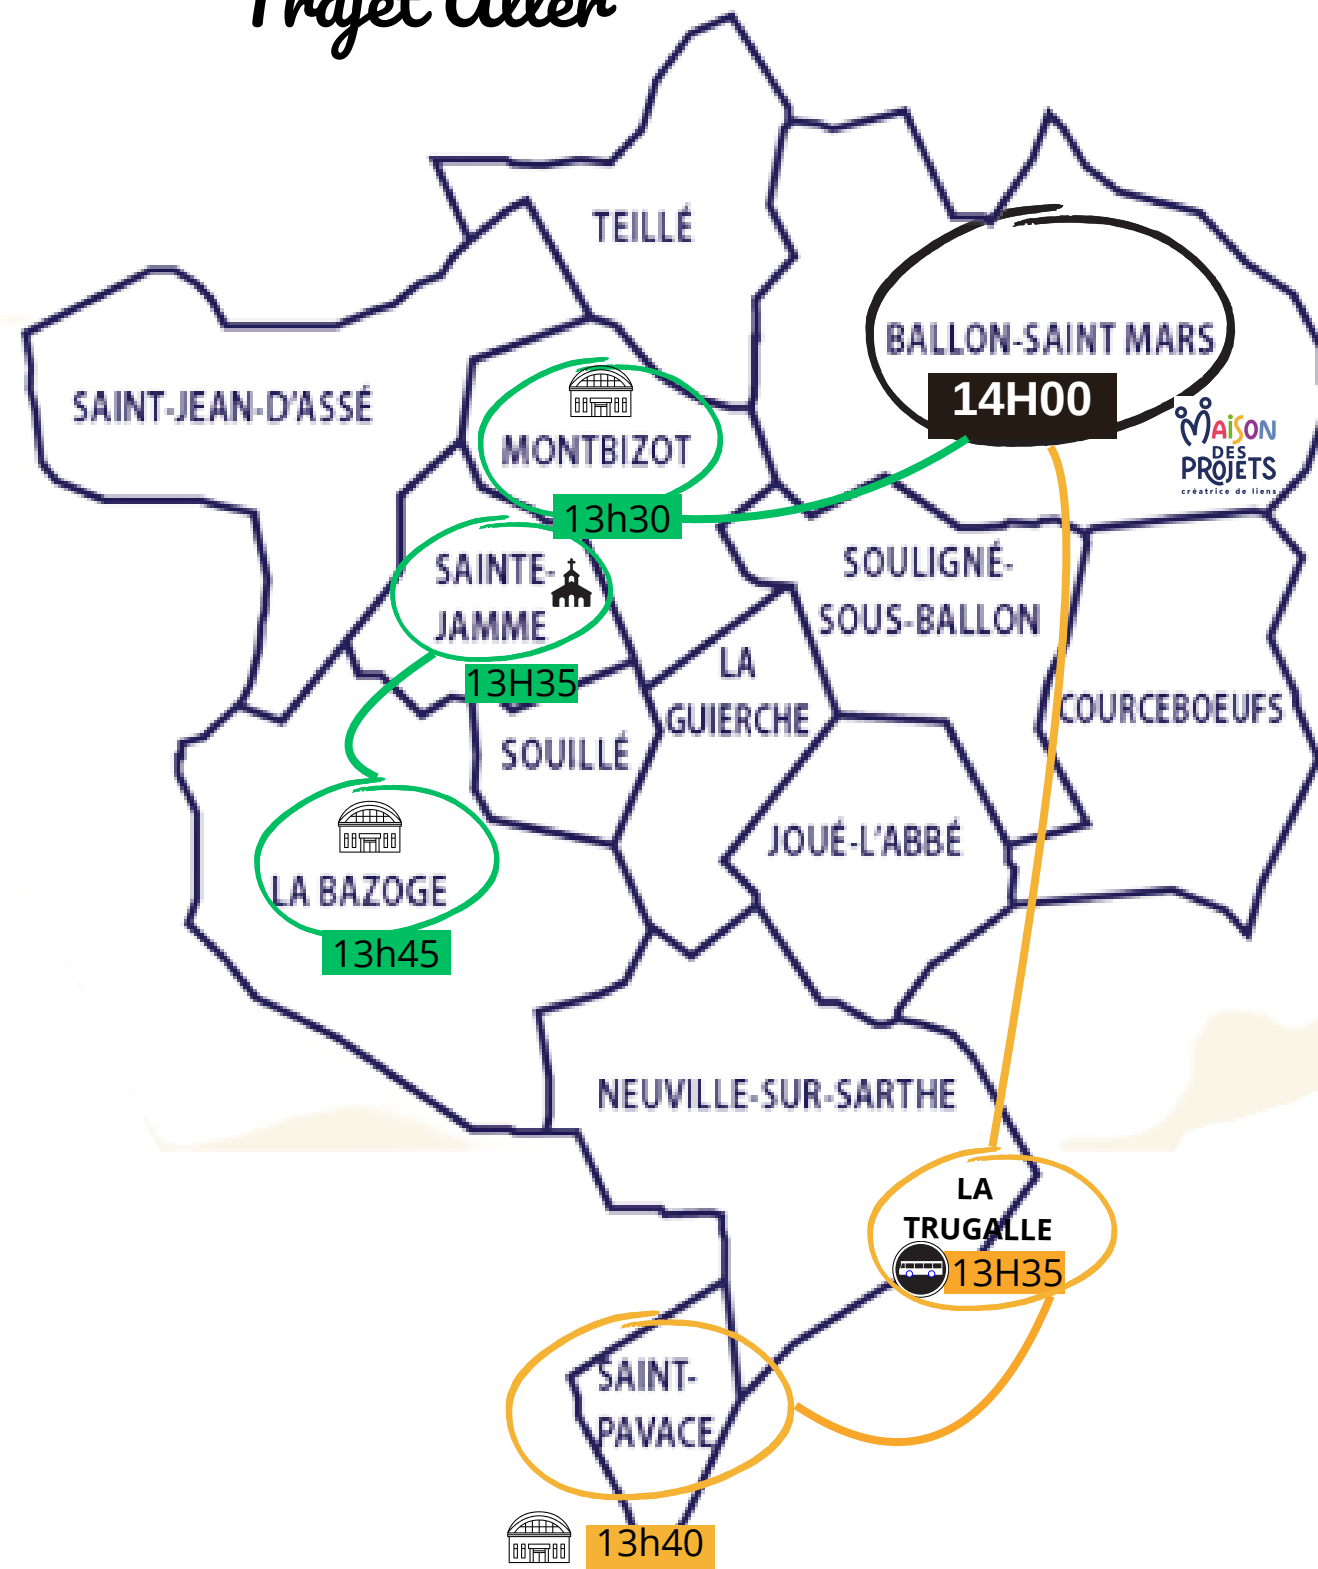 Trajet Aller
TEILLÉ
BALLON-SAINT MARS
14H00
SAINT-JEAN-D'ASSÉ
MAISON
DES
PROJETS
créatrice de liens
MONTBIZOT
13h30
SAINTE-
JAMME
13H35
SOULIGNÉ-
SOUS-BALLON
LA
GUIERCHE
COURCEBOEUFS
SOUILLÉ
JOUÉ-L'ABBÉ
LA BAZOGE
13h45
NEUVILLE-SUR-SARTHE
LA
TRUGALLE
13H35
SAINT-
PAVACE
13h40